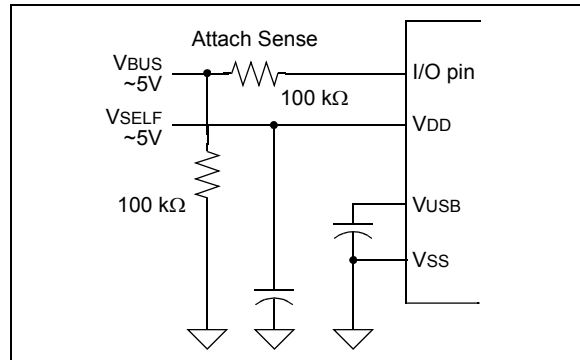 Attach Sense
VBUS
~5V
I/O pin
100 kΩ
VSELF
~5V
VDD
100 kΩ
VUSB
VSS